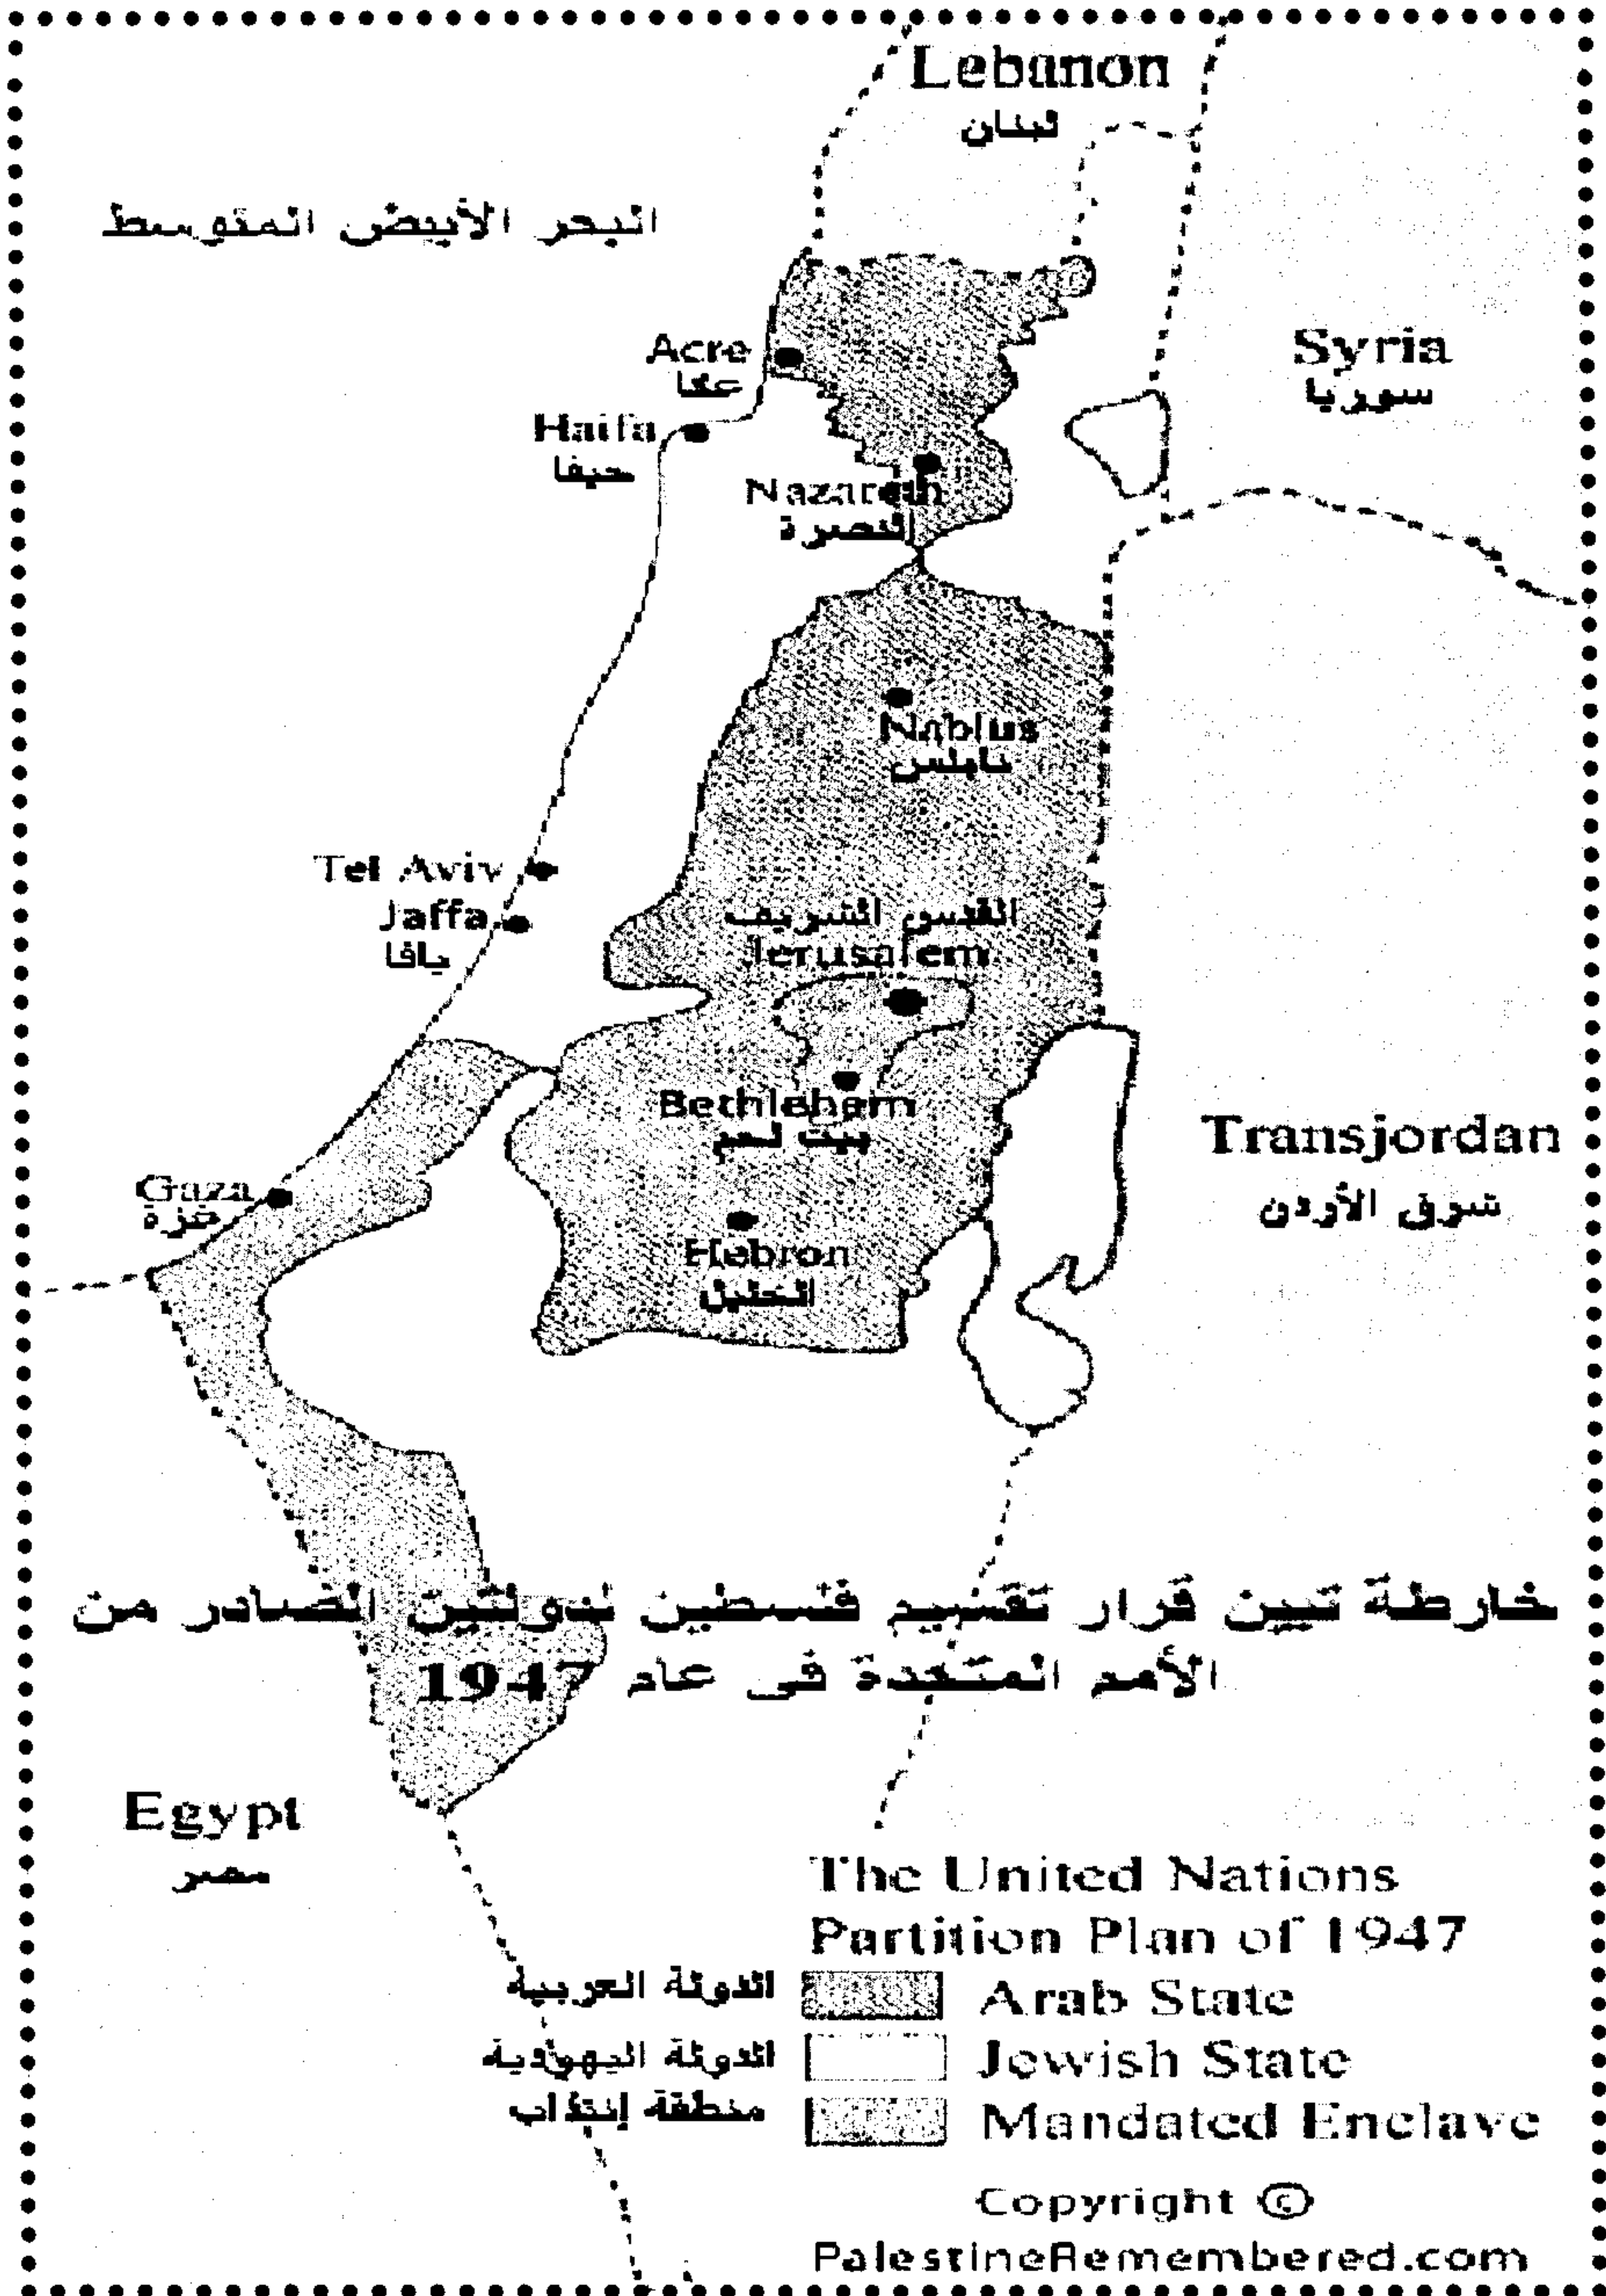 Lebanon
لبنان
البحر الأبيض المتوسط
Syria
سوريا
Acre
عكا
Haifa
حيفا
Nazareth
الناصرة
Nablus
نابلس
Tel Aviv
Jaffa
يافا
القدس الشريف
Jerusalem
Bethlehem
بيت لحم
Transjordan
شرق الأردن
Gaza
غزة
Hebron
الخليل
خارطة تبين قرار تقسيم فلسطين لدولتين الصادر من
الأمم المتحدة في عام 1947
Egypt
مصر
The United Nations
Partition Plan of 1947
الدولة العربية Arab State
الدولة اليهودية Jewish State
منطقة إنتداب Mandated Enclave
Copyright ©
PalestineRemembered.com